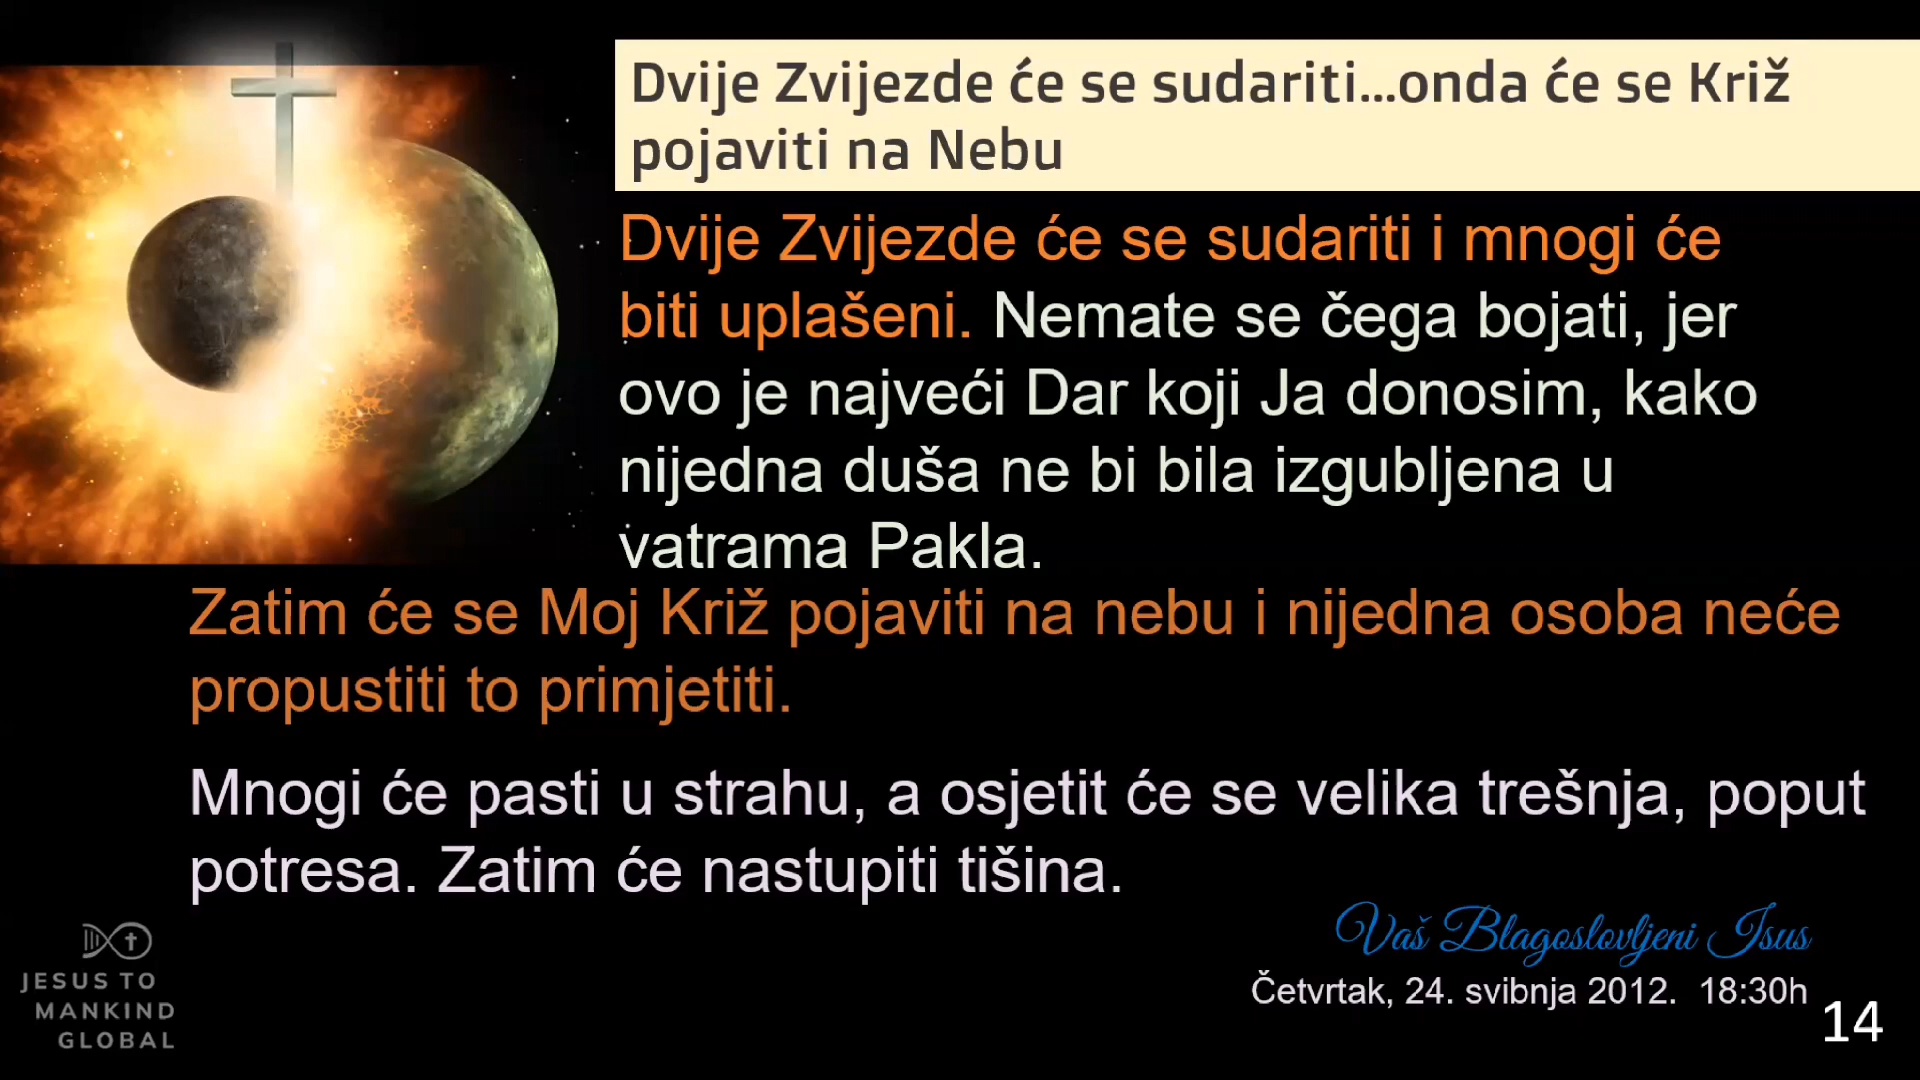 Dvije Zvijezde će se sudariti...onda će se Križ
pojaviti na Nebu
Dvije Zvijezde će se sudariti i mnogi će
biti uplašeni. Nemate se čega bojati, jer
ovo je najveći Dar koji Ja donosim, kako
nijedna duša ne bi bila izgubljena u
vatrama Pakla.
Zatim će se Moj Križ pojaviti na nebu i nijedna osoba neće
propustiti to primjetiti.
Mnogi će pasti u strahu, a osjetit će se velika trešnja, poput
potresa. Zatim će nastupiti tišina.
Vaš Blagoslovljeni Isus
Četvrtak, 24. svibnja 2012. 18:30h
14
JESUS TO
MANKIND
GLOBAL